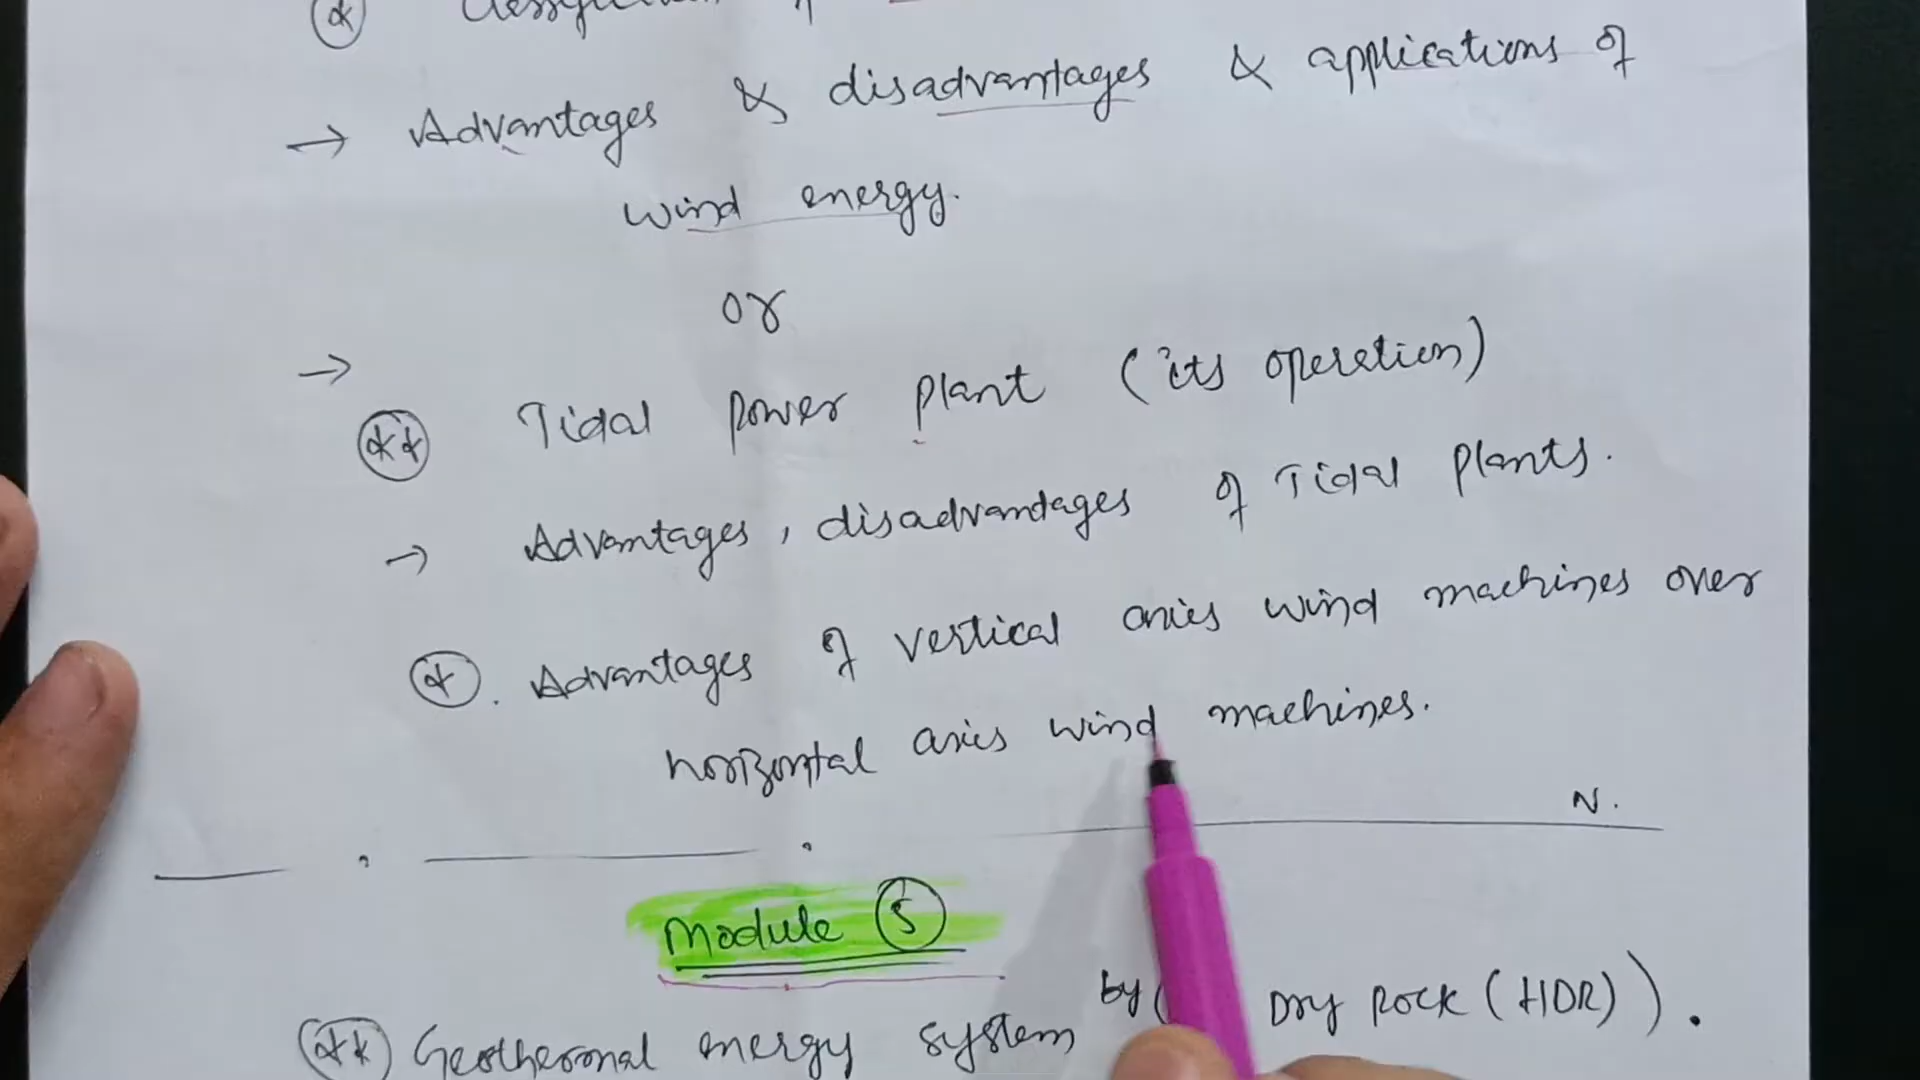 → Advantages & disadvantages & applications of
wind energy.
or
→
** Tidal power plant (its operation)
→ Advantages, disadvantages of Tidal plants.
*. Advantages of vertical axis wind machines over
horizontal axis wind machines.
N.
Module 5
** Geothermal energy system by ( Dry Rock (HDR)).